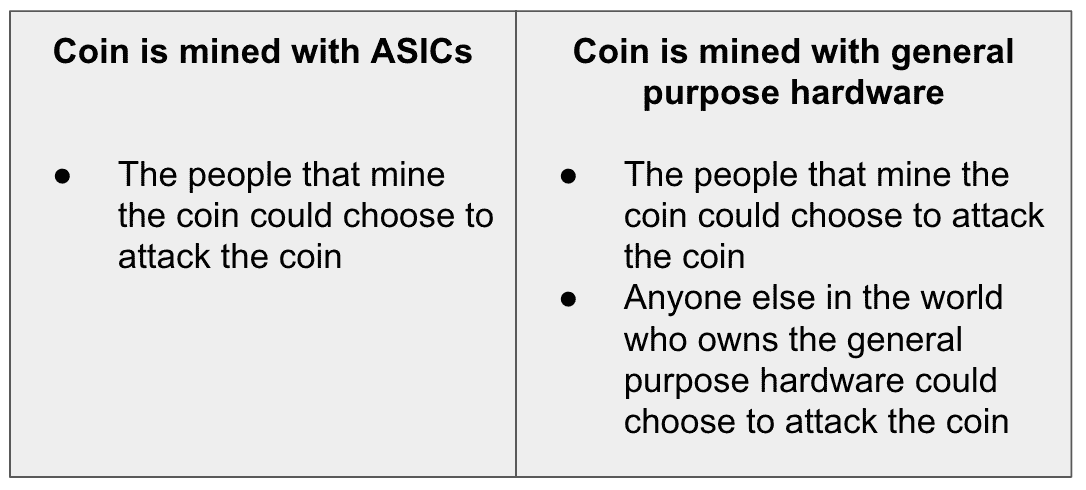 Coin is mined with ASICs
● The people that mine
the coin could choose to
attack the coin
Coin is mined with general
purpose hardware
● The people that mine the
coin could choose to attack
the coin
● Anyone else in the world
who owns the general
purpose hardware could
choose to attack the coin